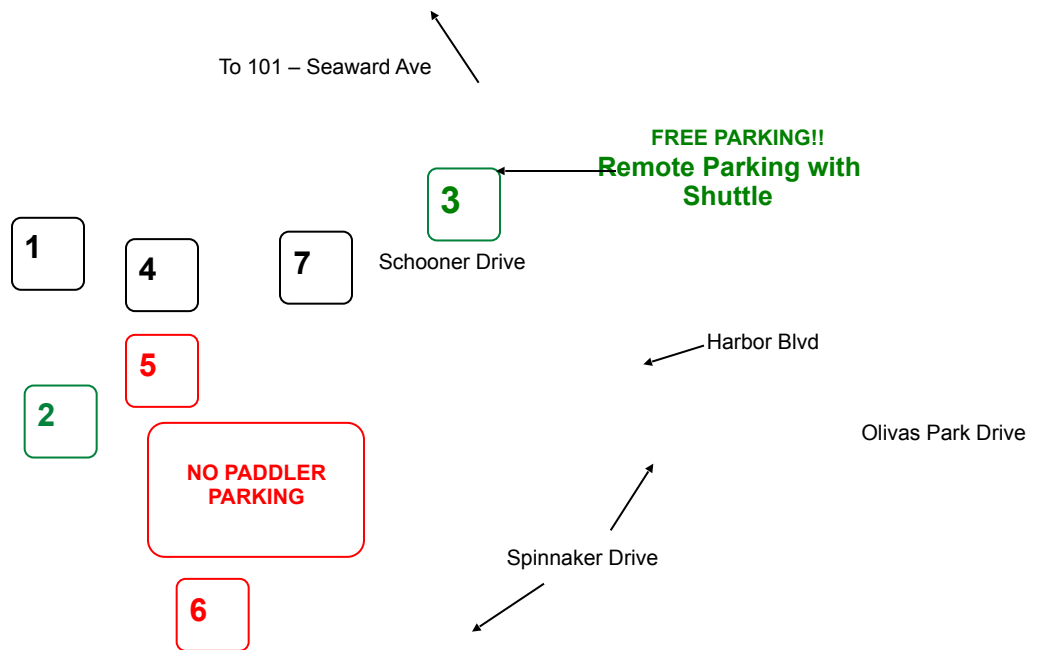 To 101 – Seaward Ave
FREE PARKING!!
Remote Parking with
Shuttle
3
1
4
7
Schooner Drive
5
Harbor Blvd
2
Olivas Park Drive
NO PADDLER
PARKING
Spinnaker Drive
6